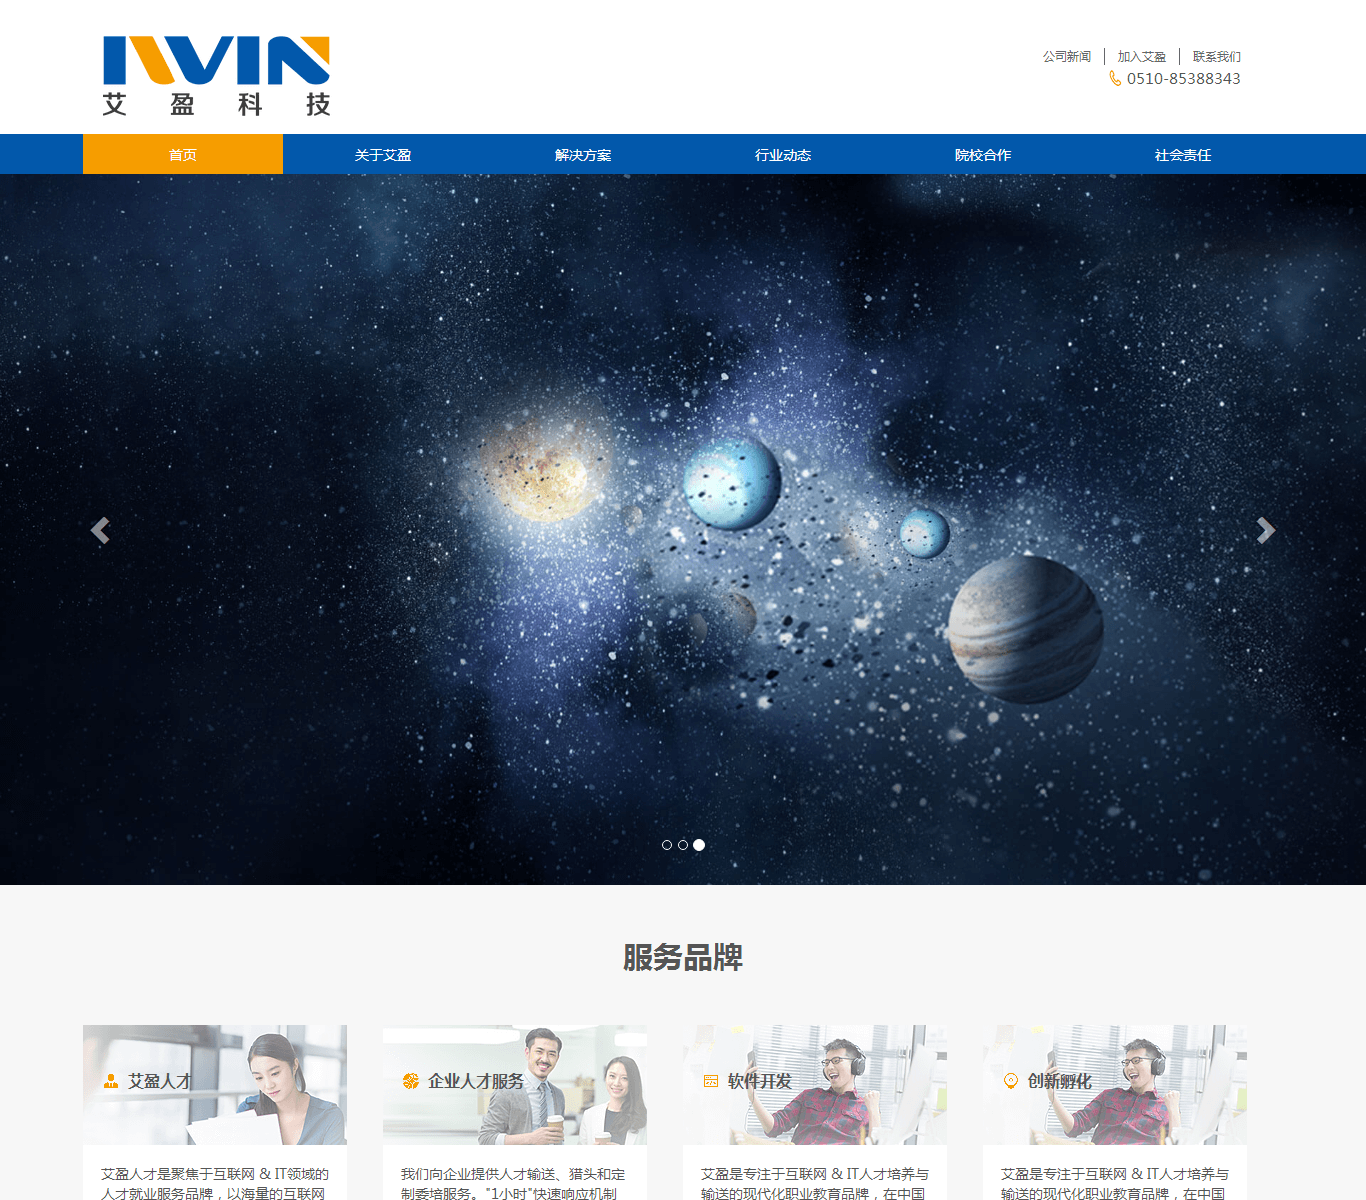 IWIN
艾盈科技
公司新闻 加入艾盈 联系我们
0510-85388343
首页 关于艾盈 解决方案 行业动态 院校合作 社会责任
服务品牌
艾盈人才
企业人才服务
软件开发
创新孵化
艾盈人才是聚焦于互联网 & IT领域的
人才就业服务品牌，以海量的互联网
我们向企业提供人才输送、猎头和定
制委培服务。"1小时"快速响应机制
艾盈是专注于互联网 & IT人才培养与
输送的现代化职业教育品牌，在中国
艾盈是专注于互联网 & IT人才培养与
输送的现代化职业教育品牌，在中国